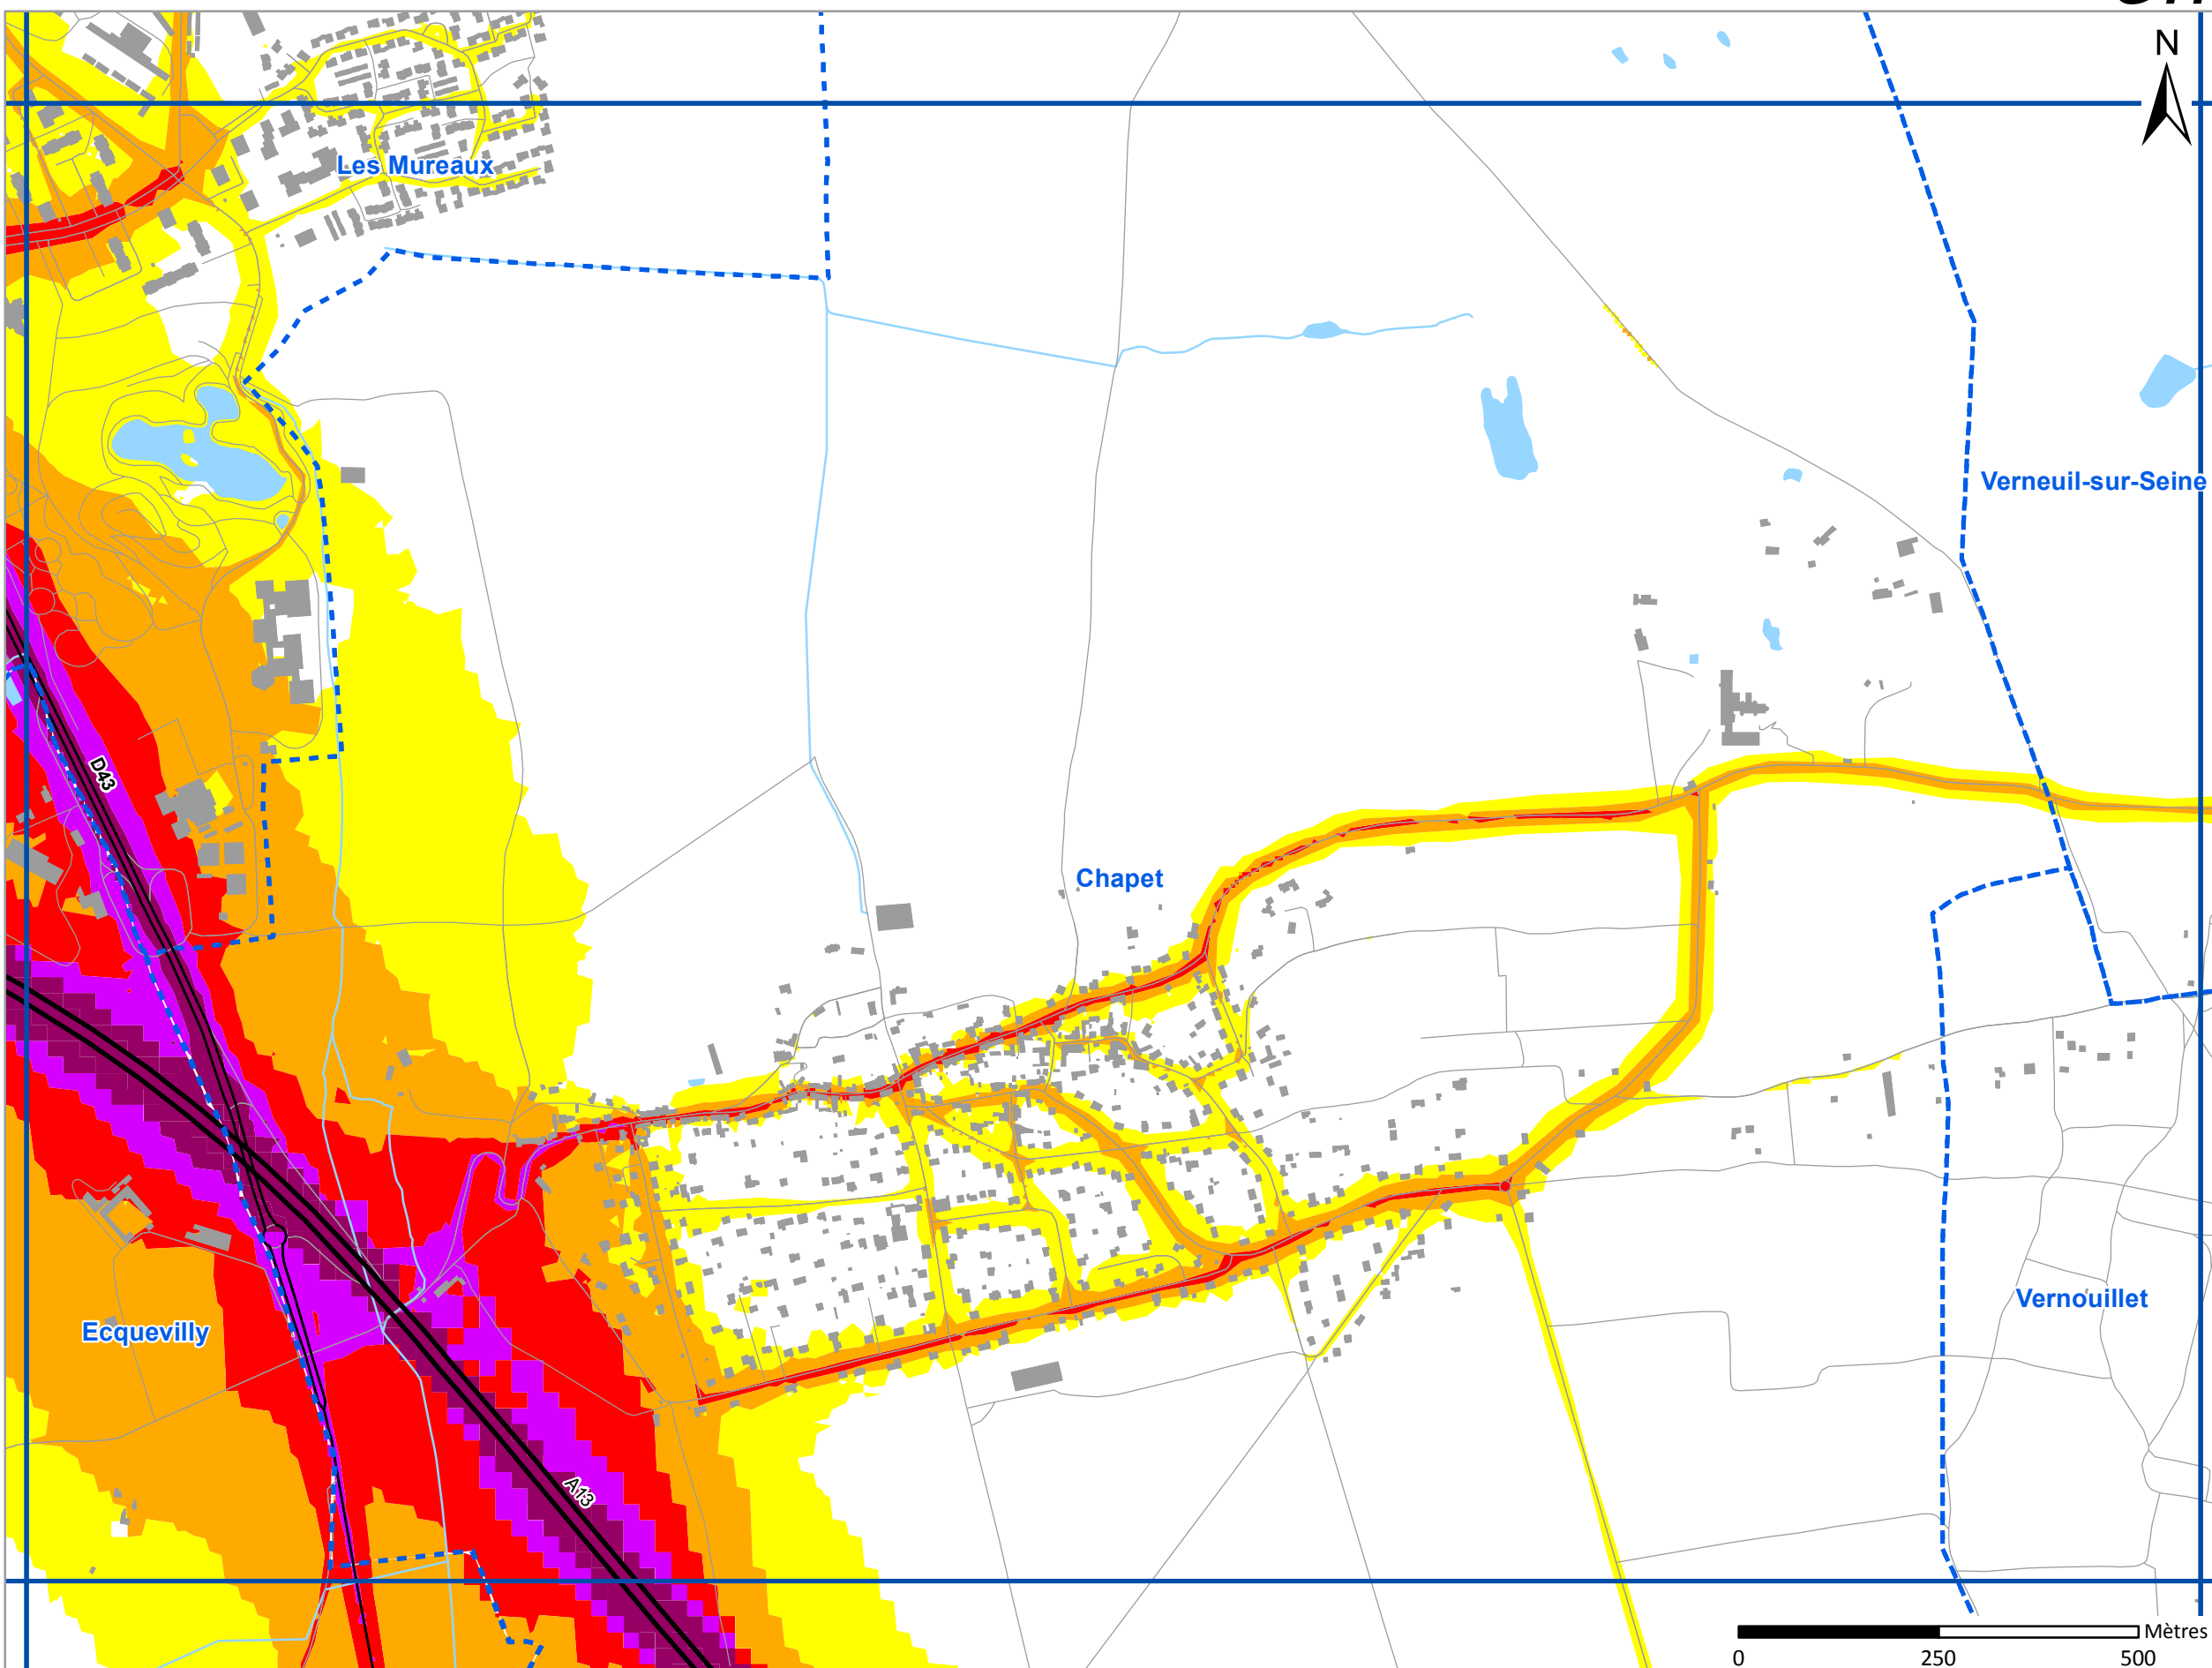 N
Les Mureaux
Verneuil-sur-Seine
D43
Chapet
Vernouillet
Ecquevilly
A13
Mètres
0 250 500